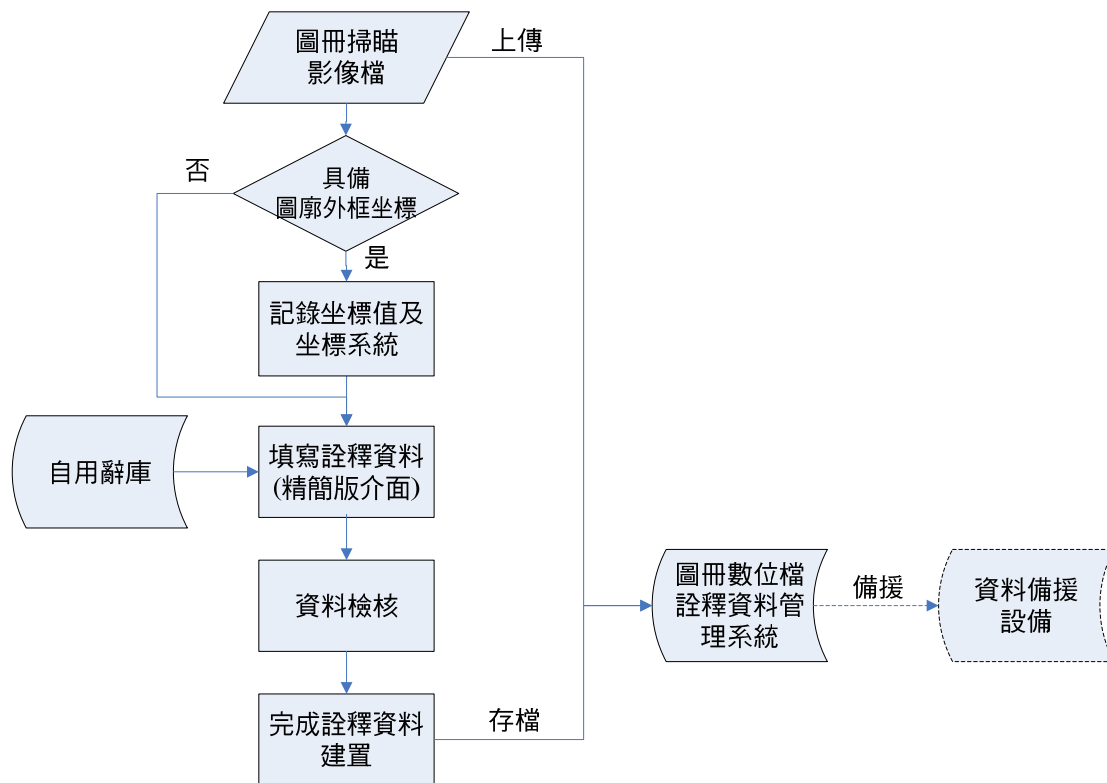 圖冊掃瞄
影像檔
上傳
否
具備
圖廓外框坐標
是
記錄坐標值及
坐標系統
自用辭庫
填寫詮釋資料
(精簡版介面)
資料檢核
圖冊數位檔
詮釋資料管
理系統
備援
資料備援
設備
完成詮釋資料
建置
存檔